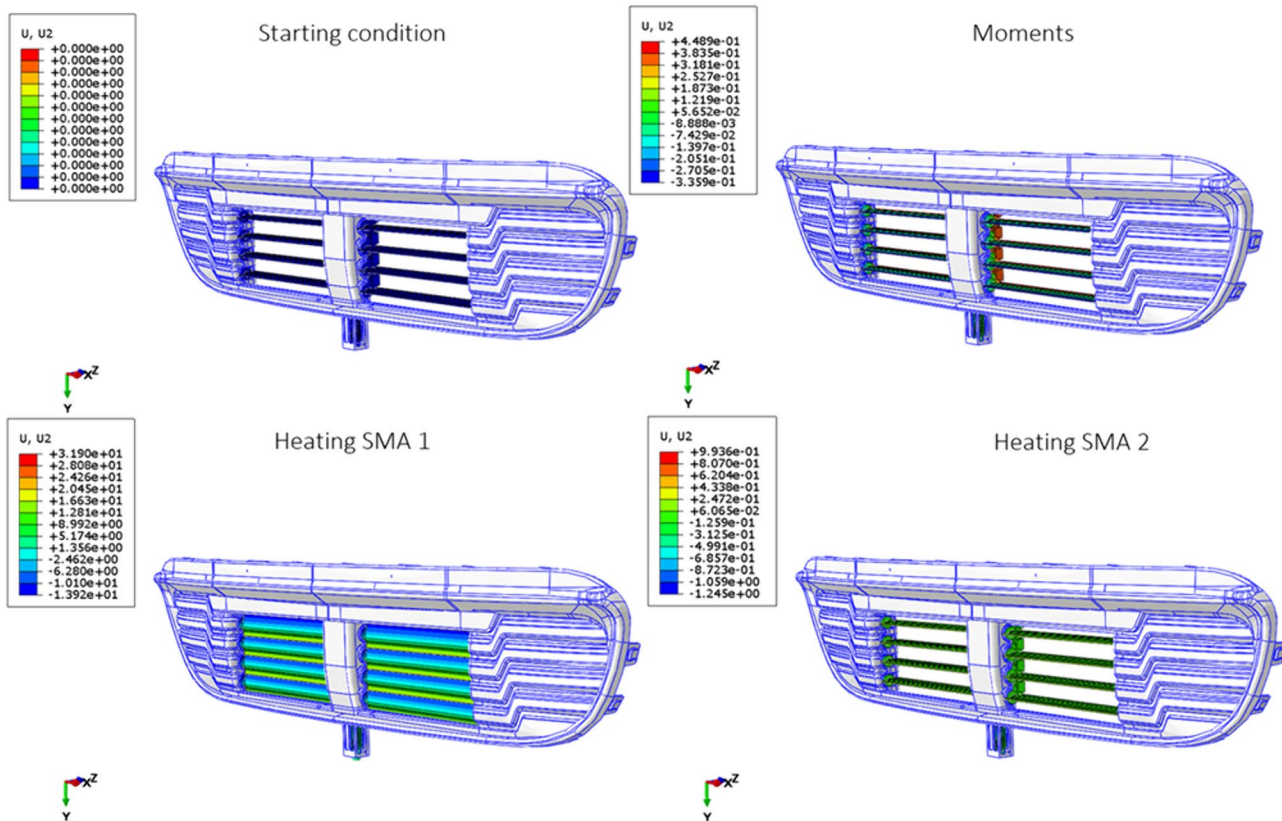 Starting condition
U, U2
+0.000e+00
+0.000e+00
+0.000e+00
+0.000e+00
+0.000e+00
+0.000e+00
+0.000e+00
+0.000e+00
+0.000e+00
+0.000e+00
+0.000e+00
+0.000e+00
+0.000e+00
X Z
Y
Moments
U, U2
+4.489e-01
+3.835e-01
+3.181e-01
+2.527e-01
+1.873e-01
+1.219e-01
+5.652e-02
-8.888e-03
-7.429e-02
-1.397e-01
-2.051e-01
-2.705e-01
-3.359e-01
X Z
Y
Heating SMA 1
U, U2
+3.190e+01
+2.808e+01
+2.426e+01
+2.045e+01
+1.663e+01
+1.281e+01
+8.992e+00
+5.174e+00
+1.356e+00
-2.462e+00
-6.280e+00
-1.010e+01
-1.392e+01
X Z
Y
Heating SMA 2
U, U2
+9.936e-01
+8.070e-01
+6.204e-01
+4.338e-01
+2.472e-01
+6.065e-02
-1.259e-01
-3.125e-01
-4.991e-01
-6.857e-01
-8.723e-01
-1.059e+00
-1.245e+00
X Z
Y